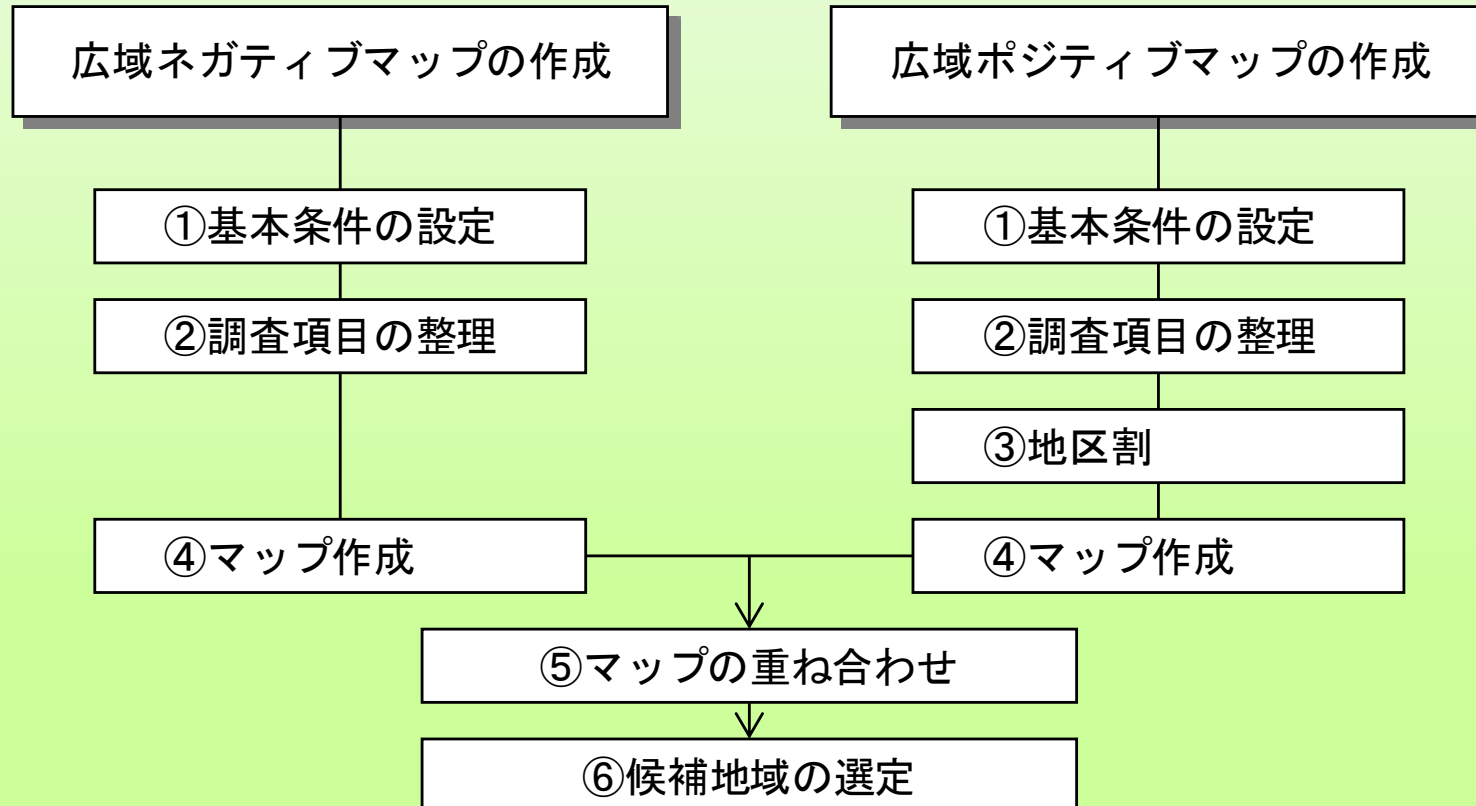 広域ネガティブマップの作成
広域ポジティブマップの作成
①基本条件の設定
①基本条件の設定
②調査項目の整理
②調査項目の整理
③地区割
④マップ作成
④マップ作成
⑤マップの重ね合わせ
⑥候補地域の選定